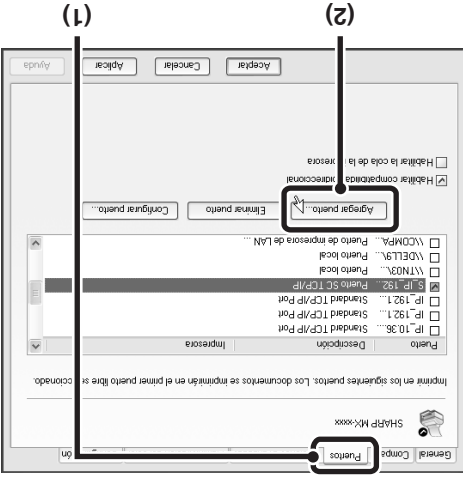 General Puertos
SHARP MX-xxxx
Imprimir en los siguientes puertos. Los documentos se imprimirán en el primer puerto libre seleccionado.
Puerto Descripción Impresora
IP_10.36.... Standard TCP/IP Port
IP_192.1... Standard TCP/IP Port
IP_192.1... Standard TCP/IP Port
S_IP_192... Puerto SC TCP/IP
\\TN03\... Puerto local
\\DELL9\... Puerto local
\\COMPA... Puerto de impresora de LAN ...
Agregar puerto... Eliminar puerto Configurar puerto...
Habilitar compatibilidad bidireccional
Habilitar la cola de la impresora
Aceptar Cancelar Aplicar Ayuda
(2) (1)